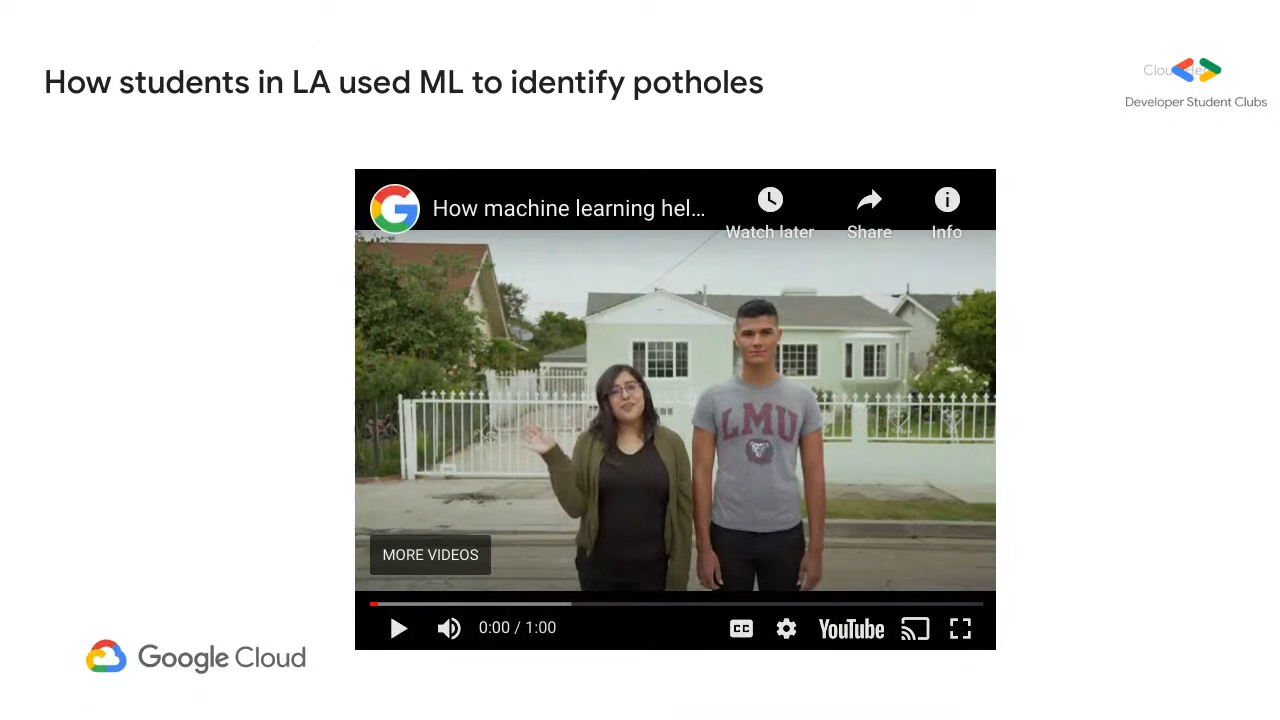 How students in LA used ML to identify potholes
Developer Student Clubs
How machine learning hel...
Watch later
Share
Info
LMU
MORE VIDEOS
0:00 / 1:00
CC
YouTube
Google Cloud